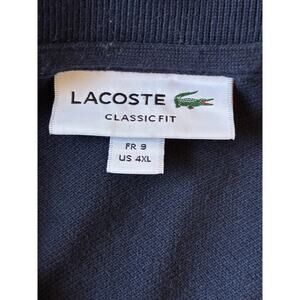 LACOSTE
CLASSIC FIT
FR 9
US 4XL